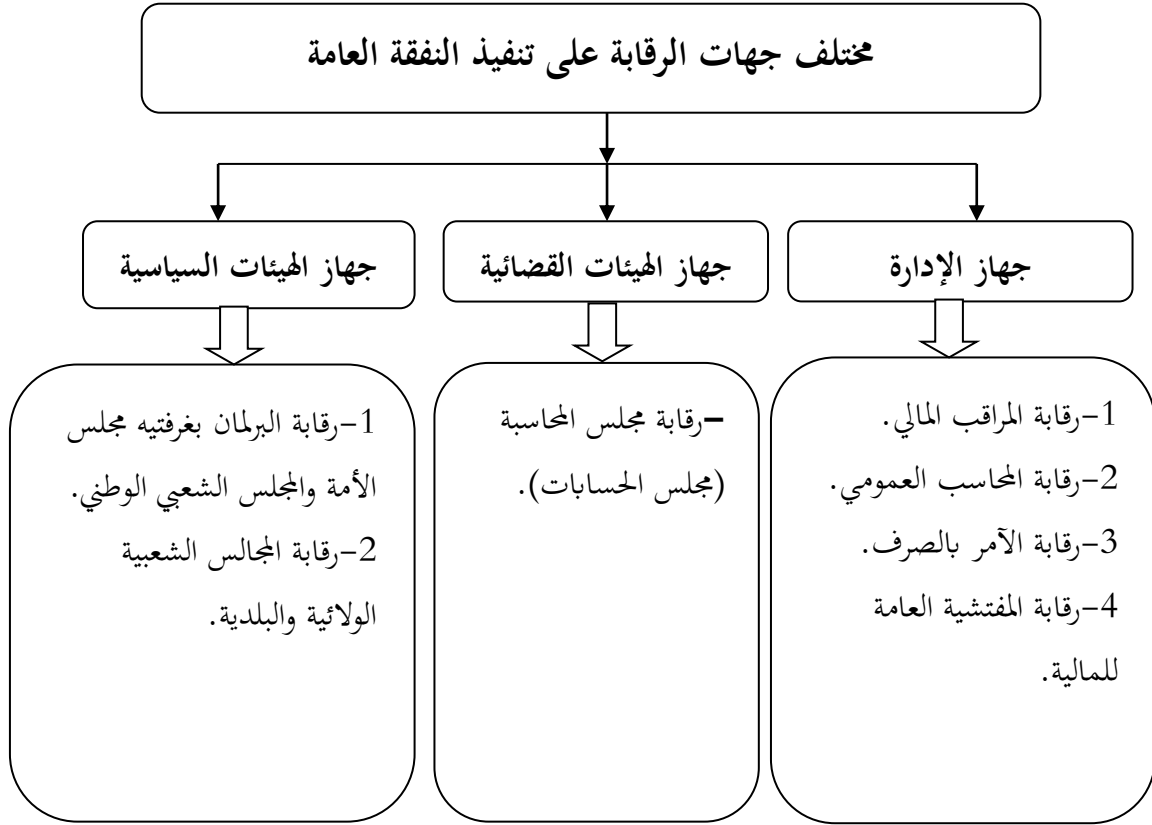 مختلف جهات الرقابة على تنفيذ النفقة العامة
جهاز الإدارة
جهاز الهيئات القضائية
جهاز الهيئات السياسية
1-رقابة المراقب المالي.
2-رقابة المحاسب العمومي.
3-رقابة الآمر بالصرف.
4-رقابة المفتشية العامة
للمالية.
-رقابة مجلس المحاسبة
(مجلس الحسابات).
1-رقابة البرلمان بغرفتيه مجلس
الأمة والمجلس الشعبي الوطني.
2-رقابة المجالس الشعبية
الولائية والبلدية.